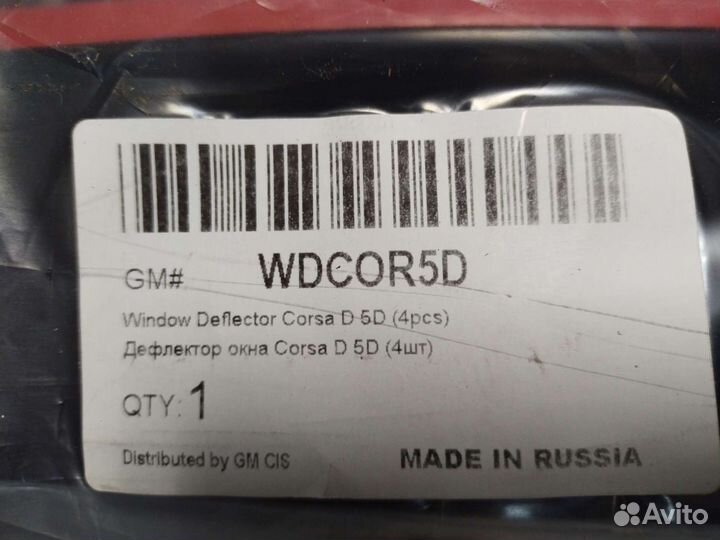 GM# WDCOR5D
Window Deflector Corsa D 5D (4pcs)
Дефлектор окна Corsa D 5D (4шт)
QTY: 1
Distributed by GM CIS MADE IN RUSSIA
Avito